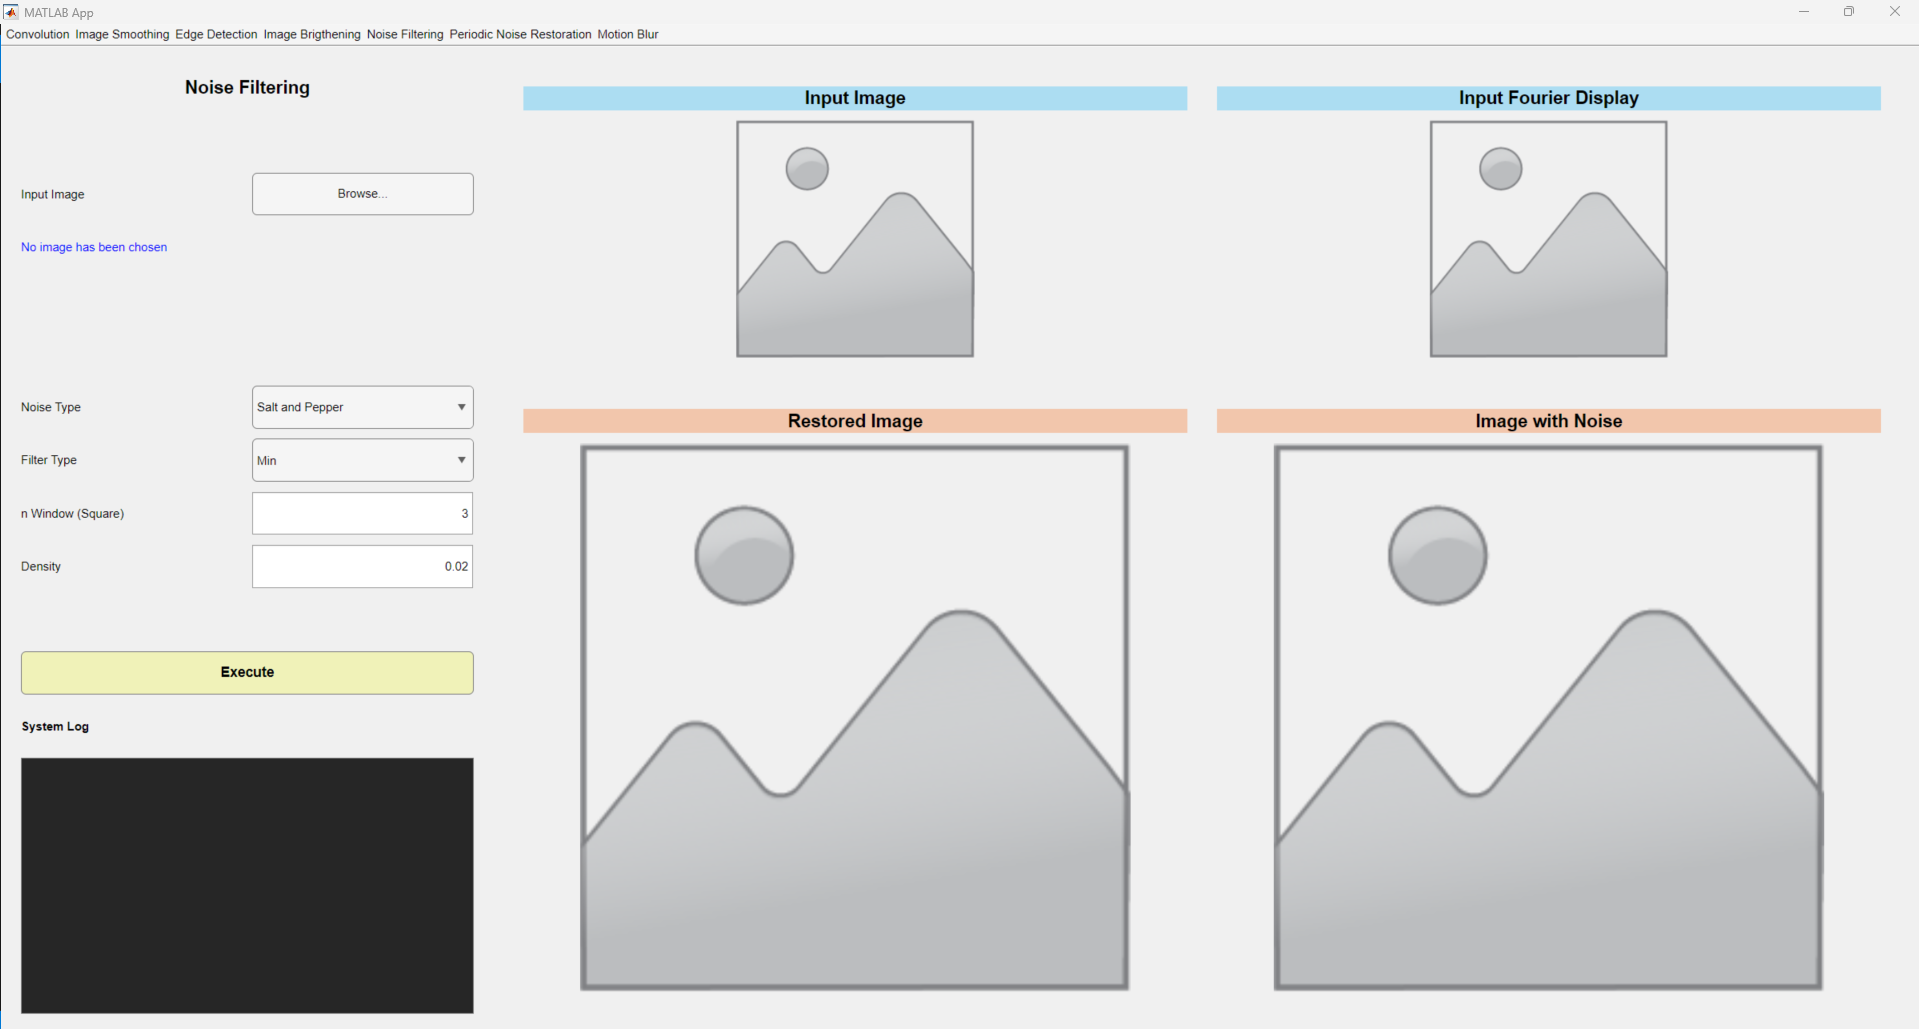 MATLAB App
Convolution Image Smoothing Edge Detection Image Brigthening Noise Filtering Periodic Noise Restoration Motion Blur
Noise Filtering
Input Image
Browse...
No image has been chosen
Noise Type
Salt and Pepper
Filter Type
Min
n Window (Square)
3
Density
0.02
Execute
System Log
Input Image
Input Fourier Display
Restored Image
Image with Noise